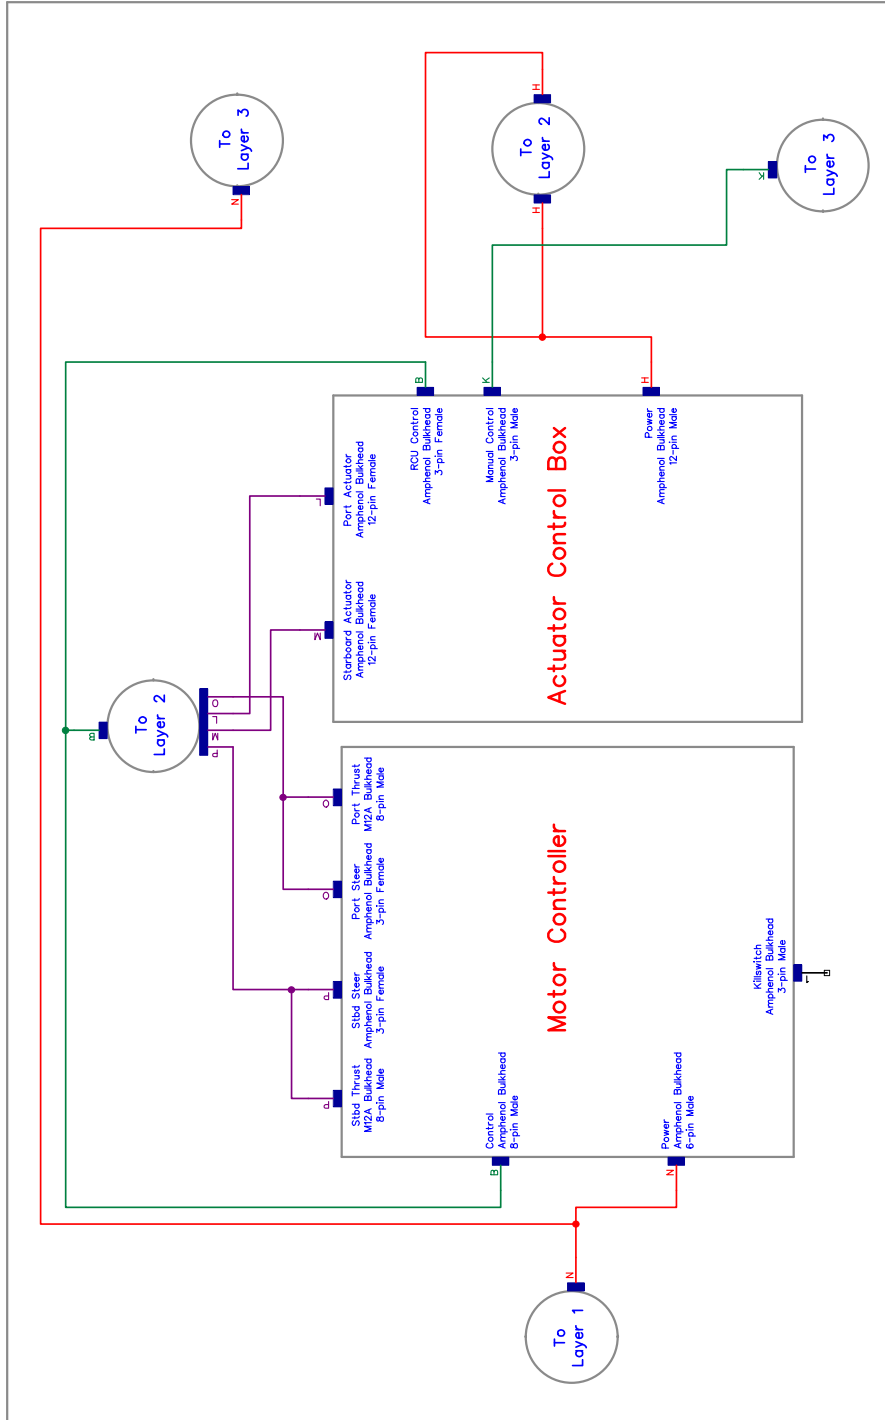 To
Layer 3
N
H
To
Layer 2
H
To
Layer 3
K
B
RCU Control
Amphenol Bulkhead
3-pin Female
K
Manual Control
Amphenol Bulkhead
3-pin Male
H
Power
Amphenol Bulkhead
12-pin Male
L
Port Actuator
Amphenol Bulkhead
12-pin Female
M
Starboard Actuator
Amphenol Bulkhead
12-pin Female
Actuator Control Box
To
Layer 2
B
O
L
M
P
O
Port Thrust
M12A Bulkhead
8-pin Male
O
Port Steer
Amphenol Bulkhead
3-pin Female
P
Stbd Steer
Amphenol Bulkhead
3-pin Female
P
Stbd Thrust
M12A Bulkhead
8-pin Male
Motor Controller
Killswitch
Amphenol Bulkhead
3-pin Male
1
Control
Amphenol Bulkhead
8-pin Male
B
Power
Amphenol Bulkhead
6-pin Male
N
N
To
Layer 1